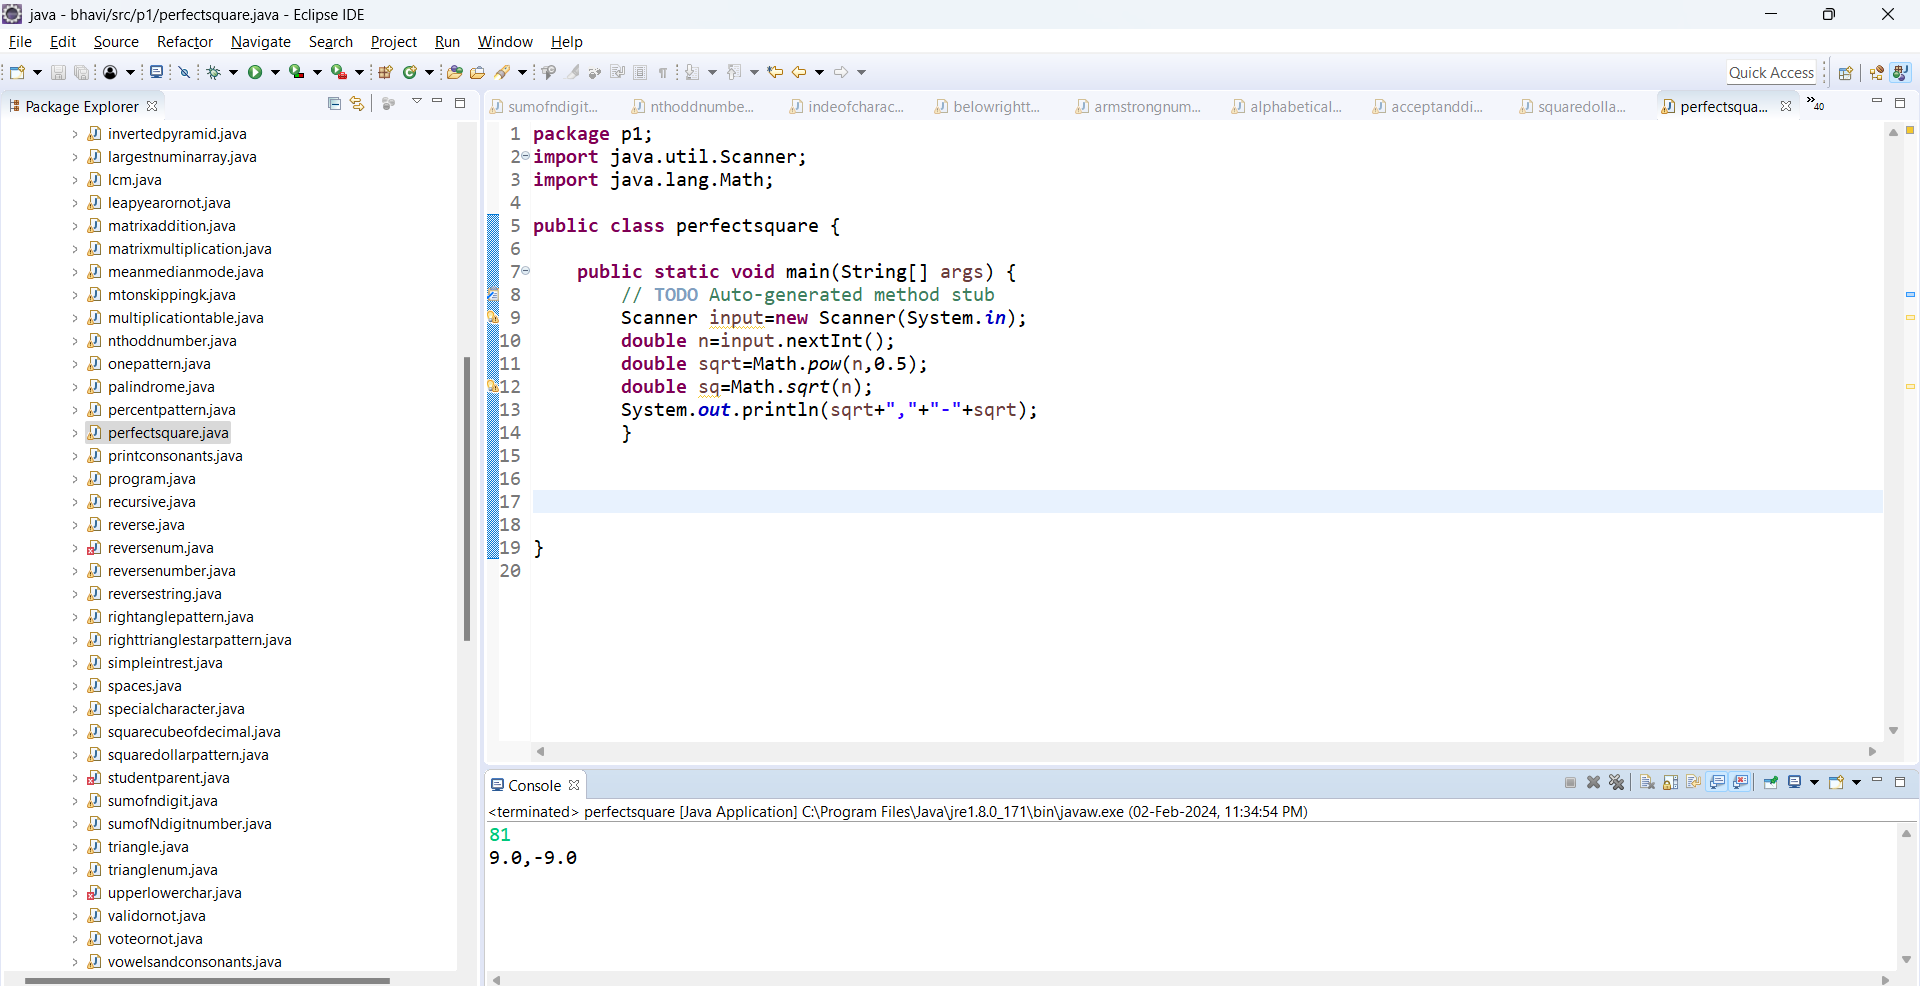 java - bhavi/src/p1/perfectsquare.java - Eclipse IDE
File Edit Source Refactor Navigate Search Project Run Window Help
Quick Access
Package Explorer
invertedpyramid.java
largestnuminarray.java
lcm.java
leapyearornot.java
matrixaddition.java
matrixmultiplication.java
meanmedianmode.java
mtonskippingk.java
multiplicationtable.java
nthoddnumber.java
onepattern.java
palindrome.java
percentpattern.java
perfectsquare.java
printconsonants.java
program.java
recursive.java
reverse.java
reversenum.java
reversenumber.java
reversestring.java
rightanglepattern.java
righttrianglestarpattern.java
simpleintrest.java
spaces.java
specialcharacter.java
squarecubeofdecimal.java
squaredollarpattern.java
studentparent.java
sumofndigit.java
sumofNdigitnumber.java
triangle.java
trianglenum.java
upperlowerchar.java
validornot.java
voteornot.java
vowelsandconsonants.java
sumofndigit... nthoddnumbe... indeofcharac... belowrightt... armstrongnum... alphabetical... acceptanddi... squaredolla... perfectsqua... »40
1 package p1;
2 import java.util.Scanner;
3 import java.lang.Math;
4
5 public class perfectsquare {
6
7 public static void main(String[] args) {
8 // TODO Auto-generated method stub
9 Scanner input=new Scanner(System.in);
10 double n=input.nextInt();
11 double sqrt=Math.pow(n,0.5);
12 double sq=Math.sqrt(n);
13 System.out.println(sqrt+","+"-"+sqrt);
14 }
15
16
17
18
19 }
20
Console
<terminated> perfectsquare [Java Application] C:\Program Files\Java\jre1.8.0_171\bin\javaw.exe (02-Feb-2024, 11:34:54 PM)
81
9.0,-9.0